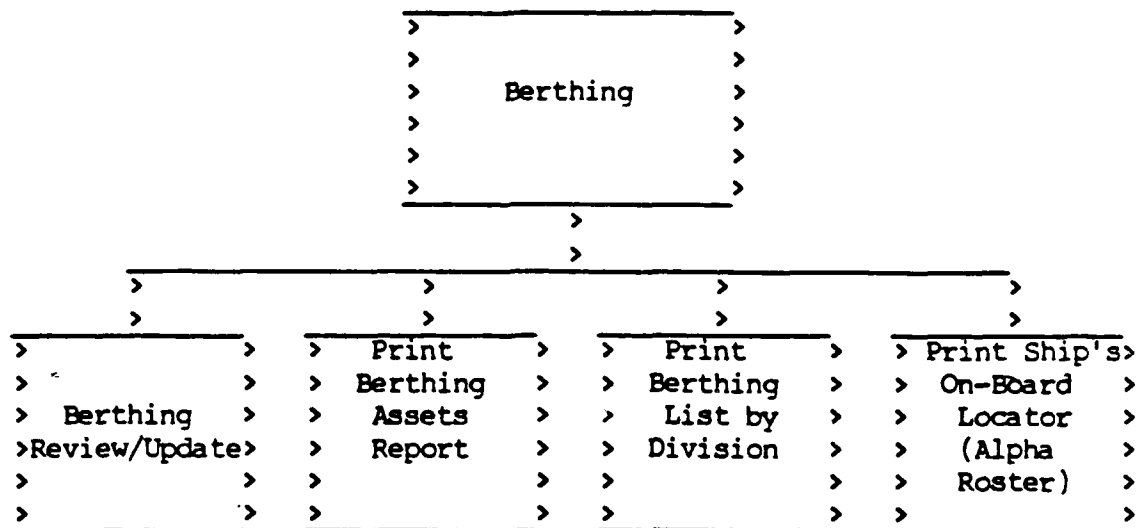 Berthing
Berthing
Review/Update
Print
Berthing
Assets
Report
Print
Berthing
List by
Division
Print Ship's
On-Board
Locator
(Alpha
Roster)